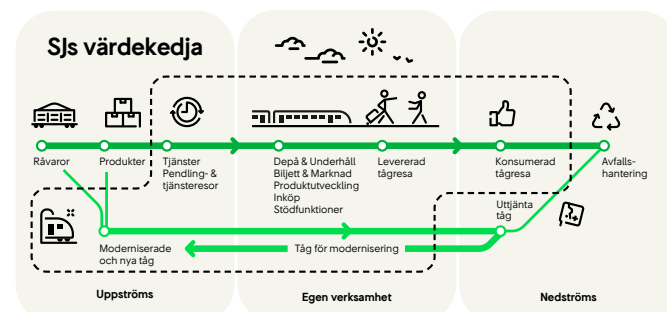 SJs värdekedja
Råvaror
Produkter
Tjänster
Pendling- &
tjänsteresor
Depå & Underhåll
Biljett & Marknad
Produktutveckling
Inköp
Stödfunktioner
Levererad
tågresa
Konsumerad
tågresa
Avfalls-
hantering
Uttjänta
tåg
Moderniserade
och nya tåg
Tåg för modernisering
Uppströms
Egen verksamhet
Nedströms